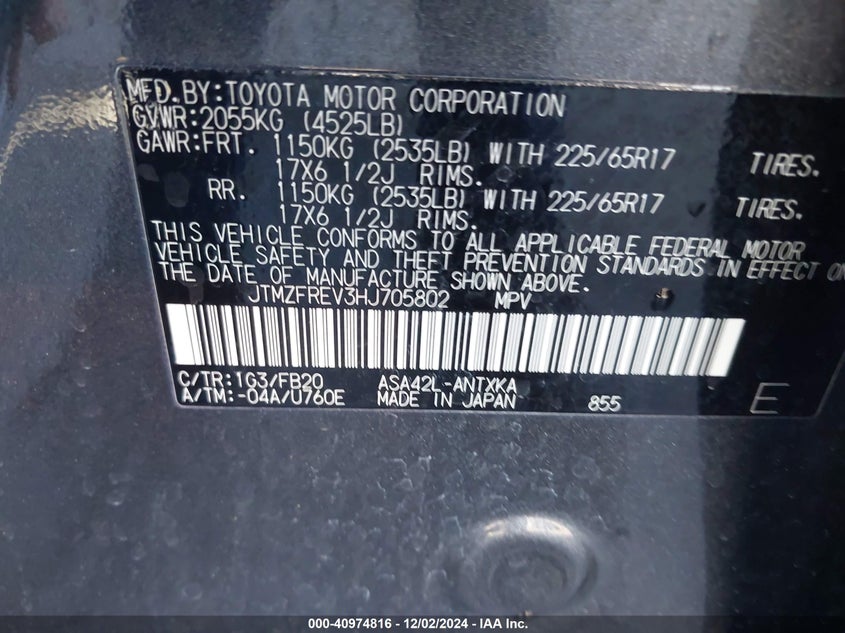 MFD. BY: TOYOTA MOTOR CORPORATION
GVWR: 2055KG (4525LB)
GAWR: FRT. 1150KG (2535LB) WITH 225/65R17 TIRES.
17X6 1/2J RIMS.
RR. 1150KG (2535LB) WITH 225/65R17 TIRES.
17X6 1/2J RIMS.
THIS VEHICLE CONFORMS TO ALL APPLICABLE FEDERAL MOTOR
VEHICLE SAFETY AND THEFT PREVENTION STANDARDS IN EFFECT ON
THE DATE OF MANUFACTURE SHOWN ABOVE.
JTMZFREV3HJ705802 MPV
C/TR: 1G3/FB20 ASA42L-ANTXKA
A/TM: -04A/U760E MADE IN JAPAN 855 E
000-40974816 - 12/02/2024 - IAA Inc.